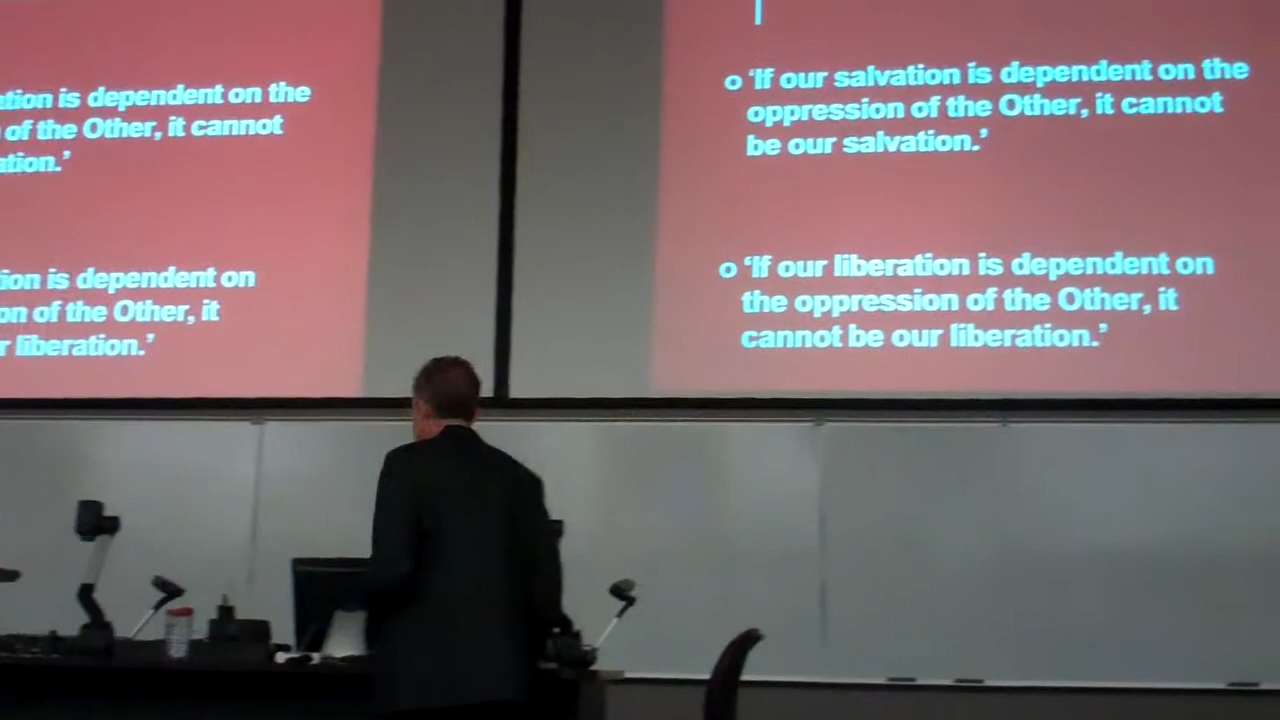 ation is dependent on the
of the Other, it cannot
ation.’
ion is dependent on
on of the Other, it
r liberation.’
o ‘If our salvation is dependent on the
oppression of the Other, it cannot
be our salvation.’
o ‘If our liberation is dependent on
the oppression of the Other, it
cannot be our liberation.’